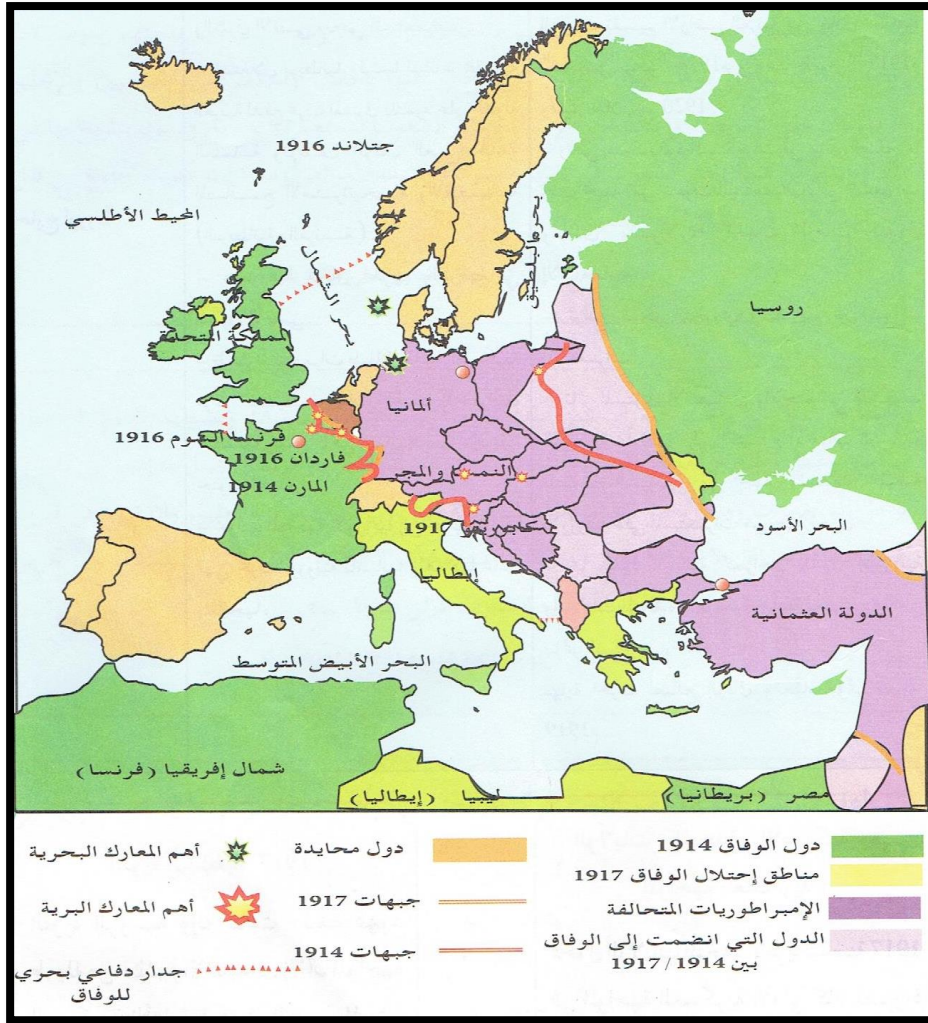 جتلاند 1916
المحيط الأطلسي
بحر الشمال
بحر البلطيق
المملكة المتحدة
روسيا
ألمانيا
فرنسا السوم 1916
فاردان 1916
المارن 1914
النمسا والمجر
كابوريتو 1917
إيطاليا
البحر الأسود
الدولة العثمانية
البحر الأبيض المتوسط
شمال إفريقيا (فرنسا)
ليبيا (إيطاليا)
مصر (بريطانيا)
دول الوفاق 1914
مناطق إحتلال الوفاق 1917
الإمبراطوريات المتحالفة
الدول التي انضمت إلى الوفاق
بين 1914/1917
دول محايدة
جبهات 1917
جبهات 1914
أهم المعارك البحرية
أهم المعارك البرية
جدار دفاعي بحري
للوفاق